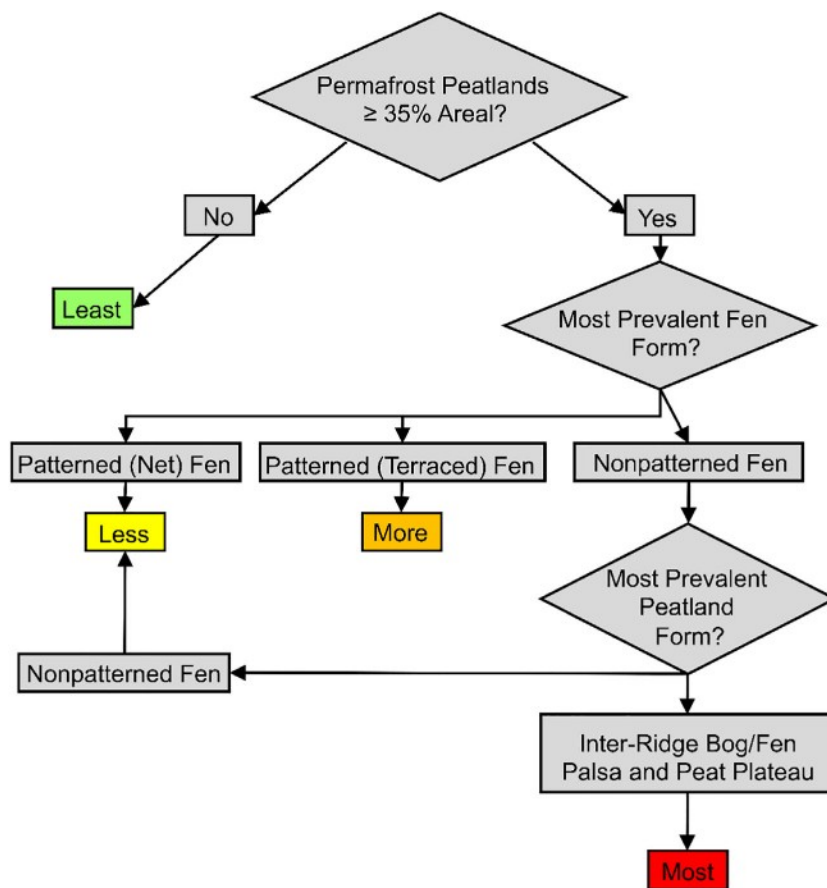 Permafrost Peatlands
≥ 35% Areal?
No
Yes
Least
Most Prevalent Fen
Form?
Patterned (Net) Fen
Patterned (Terraced) Fen
Nonpatterned Fen
Less
More
Most Prevalent
Peatland
Form?
Nonpatterned Fen
Inter-Ridge Bog/Fen
Palsa and Peat Plateau
Most